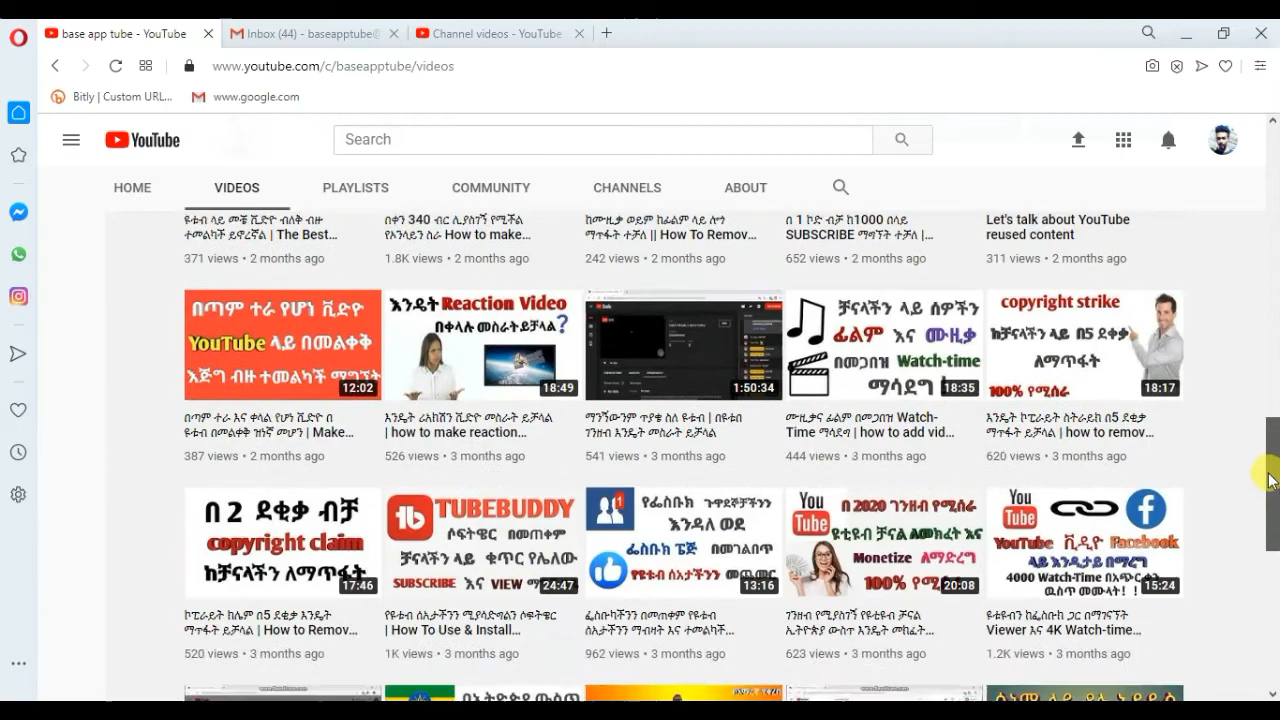 base app tube - YouTube
Inbox (44) - baseapptube@
Channel videos - YouTube
www.youtube.com/c/baseapptube/videos
Bitly | Custom URL...
www.google.com
YouTube
Search
HOME
VIDEOS
PLAYLISTS
COMMUNITY
CHANNELS
ABOUT
ዩቱብ ላይ መቼ ቪድዮ ብለቅ ብዙ
ተመልካች ይኖረኛል | The Best...
371 views • 2 months ago
በቀን 340 ብር ሊያስገኝ የሚችል
የኦንላይን ስራ How to make...
1.8K views • 2 months ago
ከሙዚቃ ወይም ከፊልም ላይ ሎጎ
ማጥፋት ተቻለ || How To Remov...
242 views • 2 months ago
በ 1 ኮድ ብቻ ከ1000 በላይ
SUBSCRIBE ማግኘት ተቻለ |...
652 views • 2 months ago
Let's talk about YouTube
reused content
311 views • 2 months ago
በጣም ተራ የሆነ ቪድዮ
YouTube ላይ በመልቀቅ
እጅግ ብዙ ተመልካች ማግኘት
12:02
እንዴት Reaction Video
በቀላሉ መስራት ይቻላል?
18:49
1:50:34
ቻናላችን ላይ ሰዎችን
ፊልም እና ሙዚቃ
በመጋበዝ Watch-time
ማሳደግ
18:35
copyright strike
ከቻናላችን ላይ በ5 ደቂቃ
ማጥፋት
100% የሚሰራ
18:17
በጣም ተራ እና ቀላል የሆነ ቪድዮ በ
ዩቱብ በመልቀቅ ዝነኛ መሆን | Make...
387 views • 2 months ago
እንዴት ሪአክሽን ቪድዮ መስራት ይቻላል
| how to make reaction...
526 views • 3 months ago
ማንኛውንም ጥያቄ ስለ ዩቱብ | በዩቱብ
ገንዘብ እንዴት መስራት ይቻላል
541 views • 3 months ago
ሙዚቃና ፊልም በመጋበዝ Watch-
Time ማሳደግ | how to add vid...
444 views • 3 months ago
እንዴት ኮፒራይት ስትራይክ በ5 ደቂቃ
ማጥፋት ይቻላል | how to remov...
620 views • 3 months ago
በ 2 ደቂቃ ብቻ
copyright claim
ከቻናላችን ለማጥፋት
17:46
TUBEBUDDY
ሶፍትዌር በመጠቀም
ቻናላችን ላይ ቁጥር የሌለው
SUBSCRIBE እና VIEW
24:47
የፌስቡክ ጉዋደኞቻችንን
እንዳለ ወደ
ፌስቡክ ፔጅ በመገልበጥ
የዩቱብ ሰአታችንን መጨመር
13:16
You Tube
በ 2020 ገንዘብ የሚሰራ
ዩቲዩብ ቻናል ለመክፈት እና
Monetize ለማድረግ
100%
20:08
You Tube
YouTube ቪዲዮ Facebook
ላይ እንዲታይ በማረግ
4000 Watch-Time በአጭር ቀን
ዉስጥ መሙላት! !
15:24
ኮፒራይት ክሌም በ5 ደቂቃ እንዴት
ማጥፋት ይቻላል | How to Remov...
520 views • 3 months ago
የዩቱብ ሰአታችንን ሚያሳድግልን ሶፍትዌር
| How To Use & Install...
1K views • 3 months ago
ፌስቡካችንን በመጠቀም የዩቱብ
ሰአታችንን ማብዛት እና ተመልካች...
962 views • 3 months ago
ገንዘብ የሚያስገኝ የዩቲዩብ ቻናል
ኢትዮጵያ ውስጥ እንዴት መክፈት...
623 views • 3 months ago
ዩቱብን ከፌስቡክ ጋር በማገናኘት
Viewer እና 4K Watch-time...
1.2K views • 3 months ago